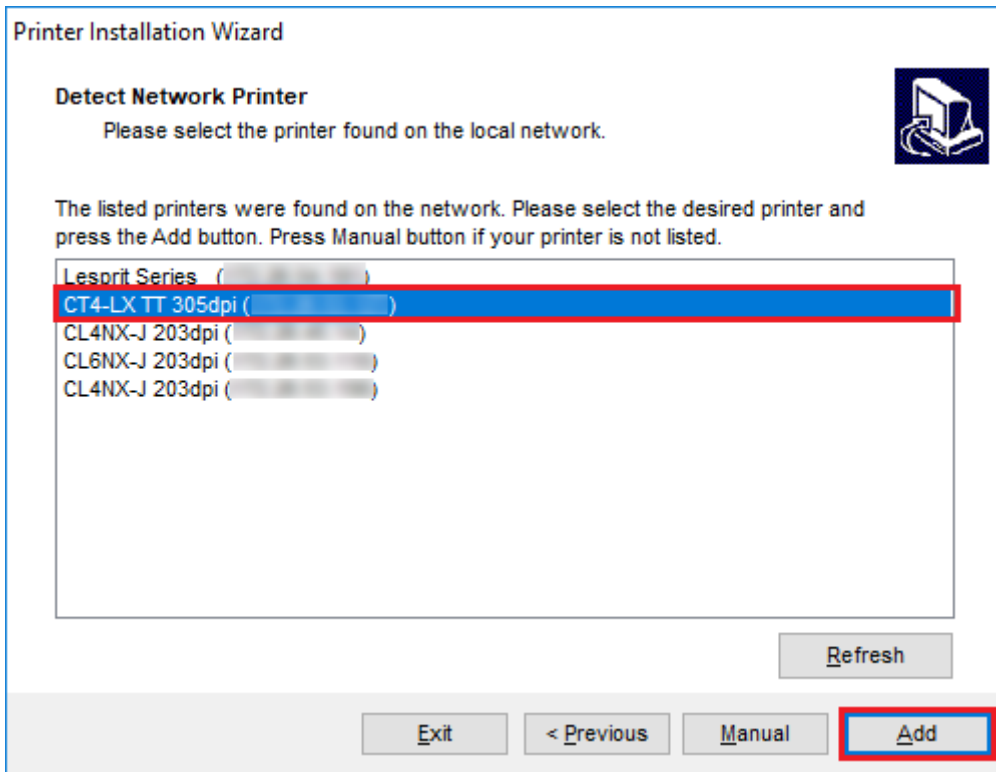 Printer Installation Wizard
Detect Network Printer
Please select the printer found on the local network.
The listed printers were found on the network. Please select the desired printer and
press the Add button. Press Manual button if your printer is not listed.
Lesprit Series ( )
CT4-LX TT 305dpi ( )
CL4NX-J 203dpi ( )
CL6NX-J 203dpi ( )
CL4NX-J 203dpi ( )
Refresh
Exit
< Previous
Manual
Add